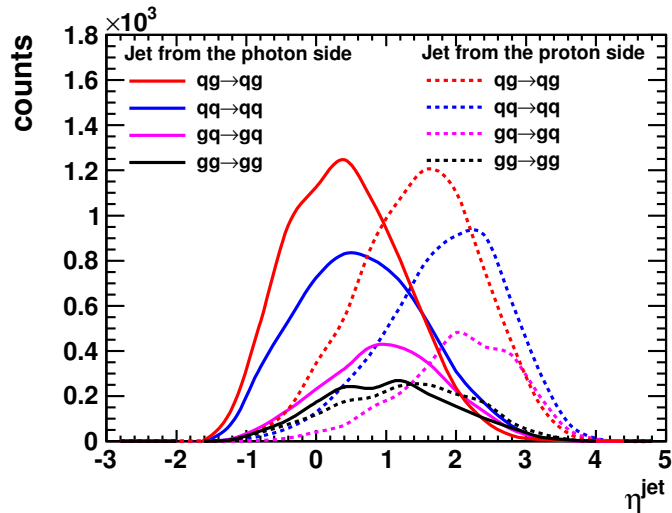 ×10³
counts
1.8
1.6
1.4
1.2
1
0.8
0.6
0.4
0.2
0
Jet from the photon side
qg→qg
qq→qq
gq→gq
gg→gg
Jet from the proton side
qg→qg
qq→qq
gq→gq
gg→gg
-3 -2 -1 0 1 2 3 4 5
η^jet